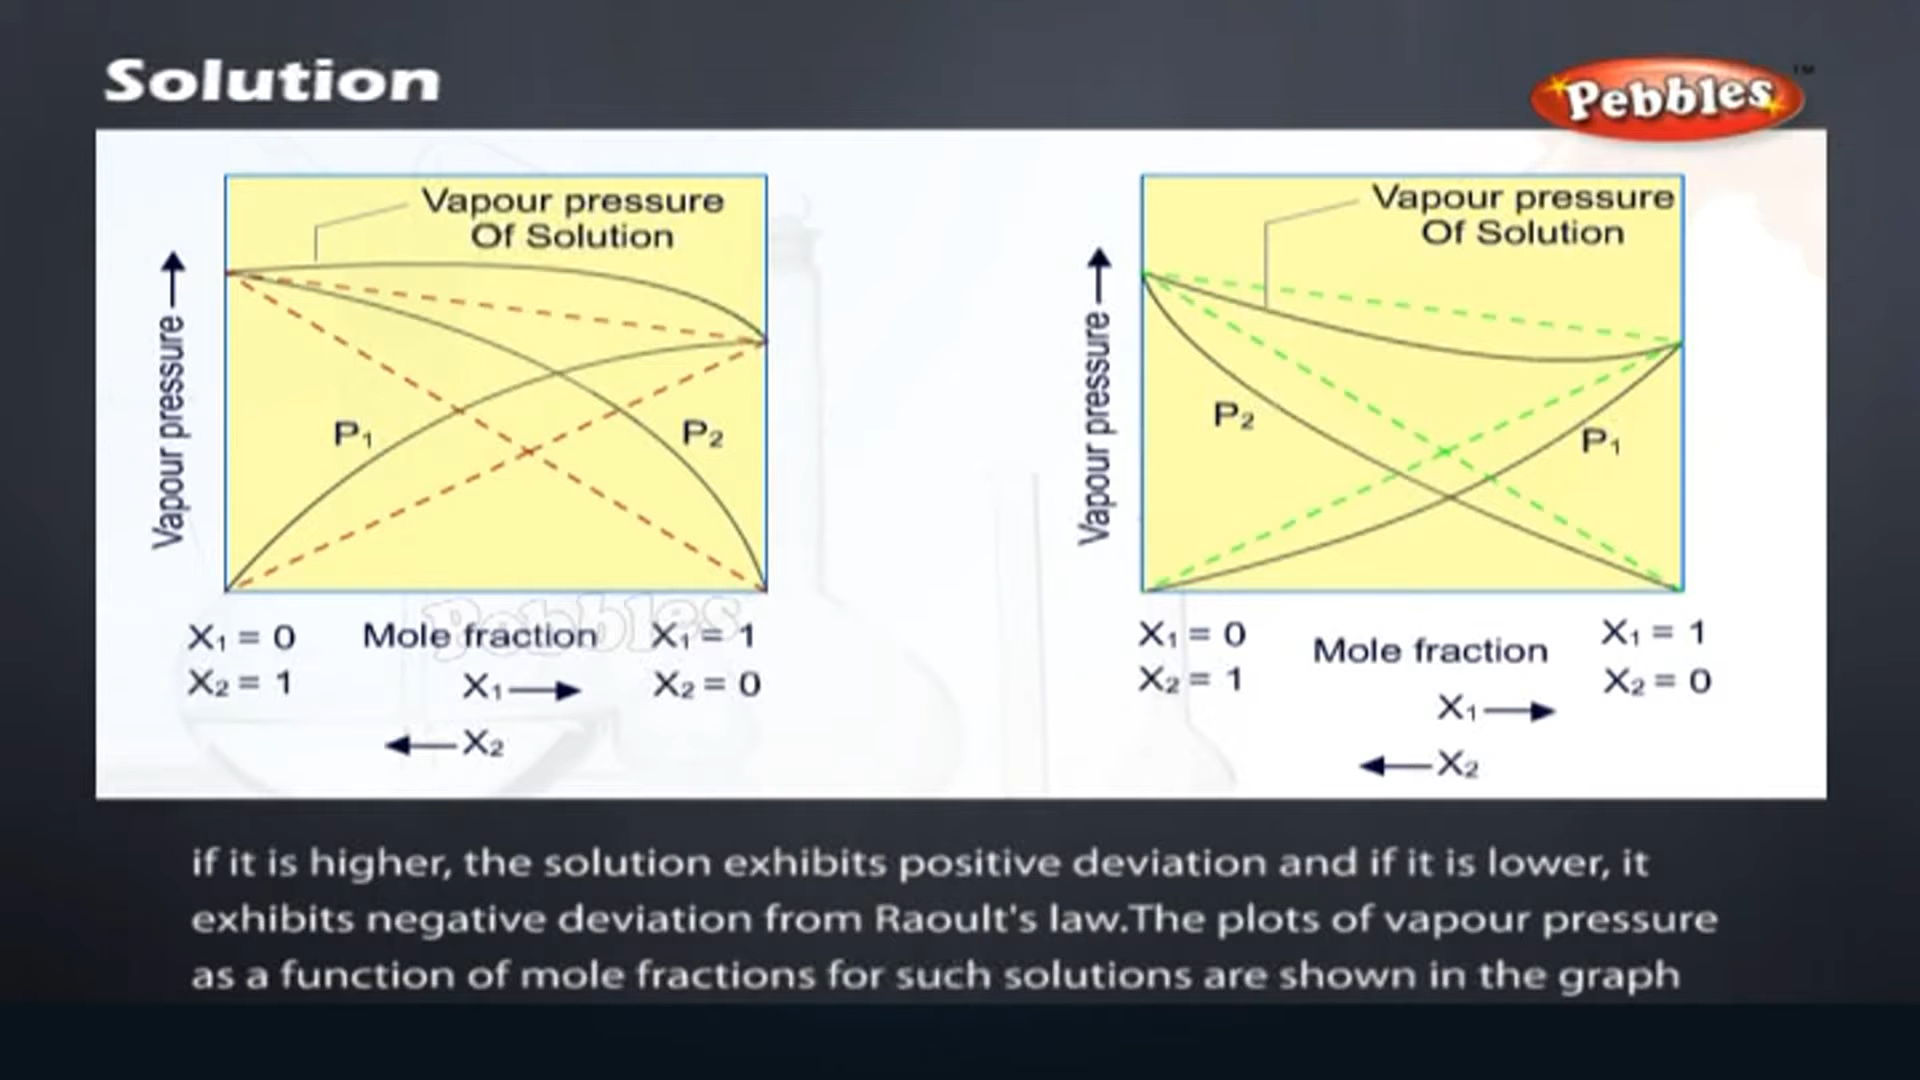 Solution
Pebbles
TM
Vapour pressure
Of Solution
Vapour pressure
P₁
P₂
X₁ = 0
Mole fraction
X₁ = 1
X₂ = 1
X₁
X₂ = 0
X₂
Pebbles
Vapour pressure
Of Solution
Vapour pressure
P₂
P₁
X₁ = 0
Mole fraction
X₁ = 1
X₂ = 1
X₁
X₂ = 0
X₂
if it is higher, the solution exhibits positive deviation and if it is lower, it
exhibits negative deviation from Raoult's law.The plots of vapour pressure
as a function of mole fractions for such solutions are shown in the graph